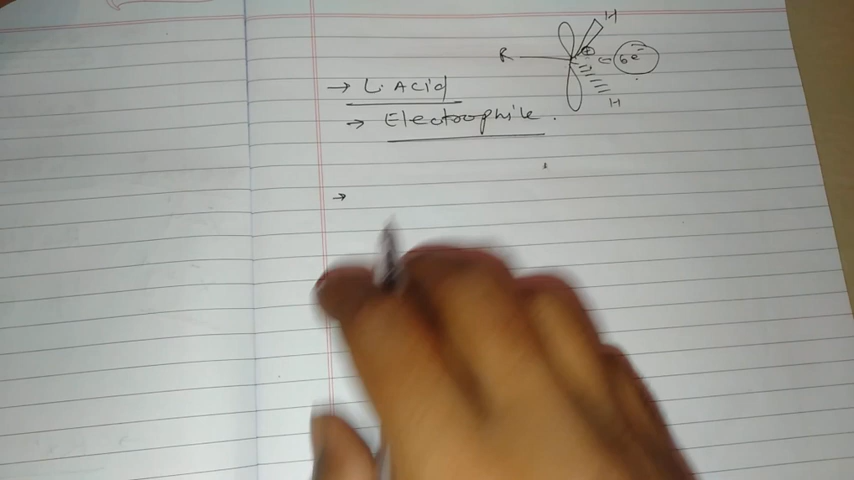 H
R ⊕ = 6e⁻
→ L. Acid
H
→ Electrophile.
→